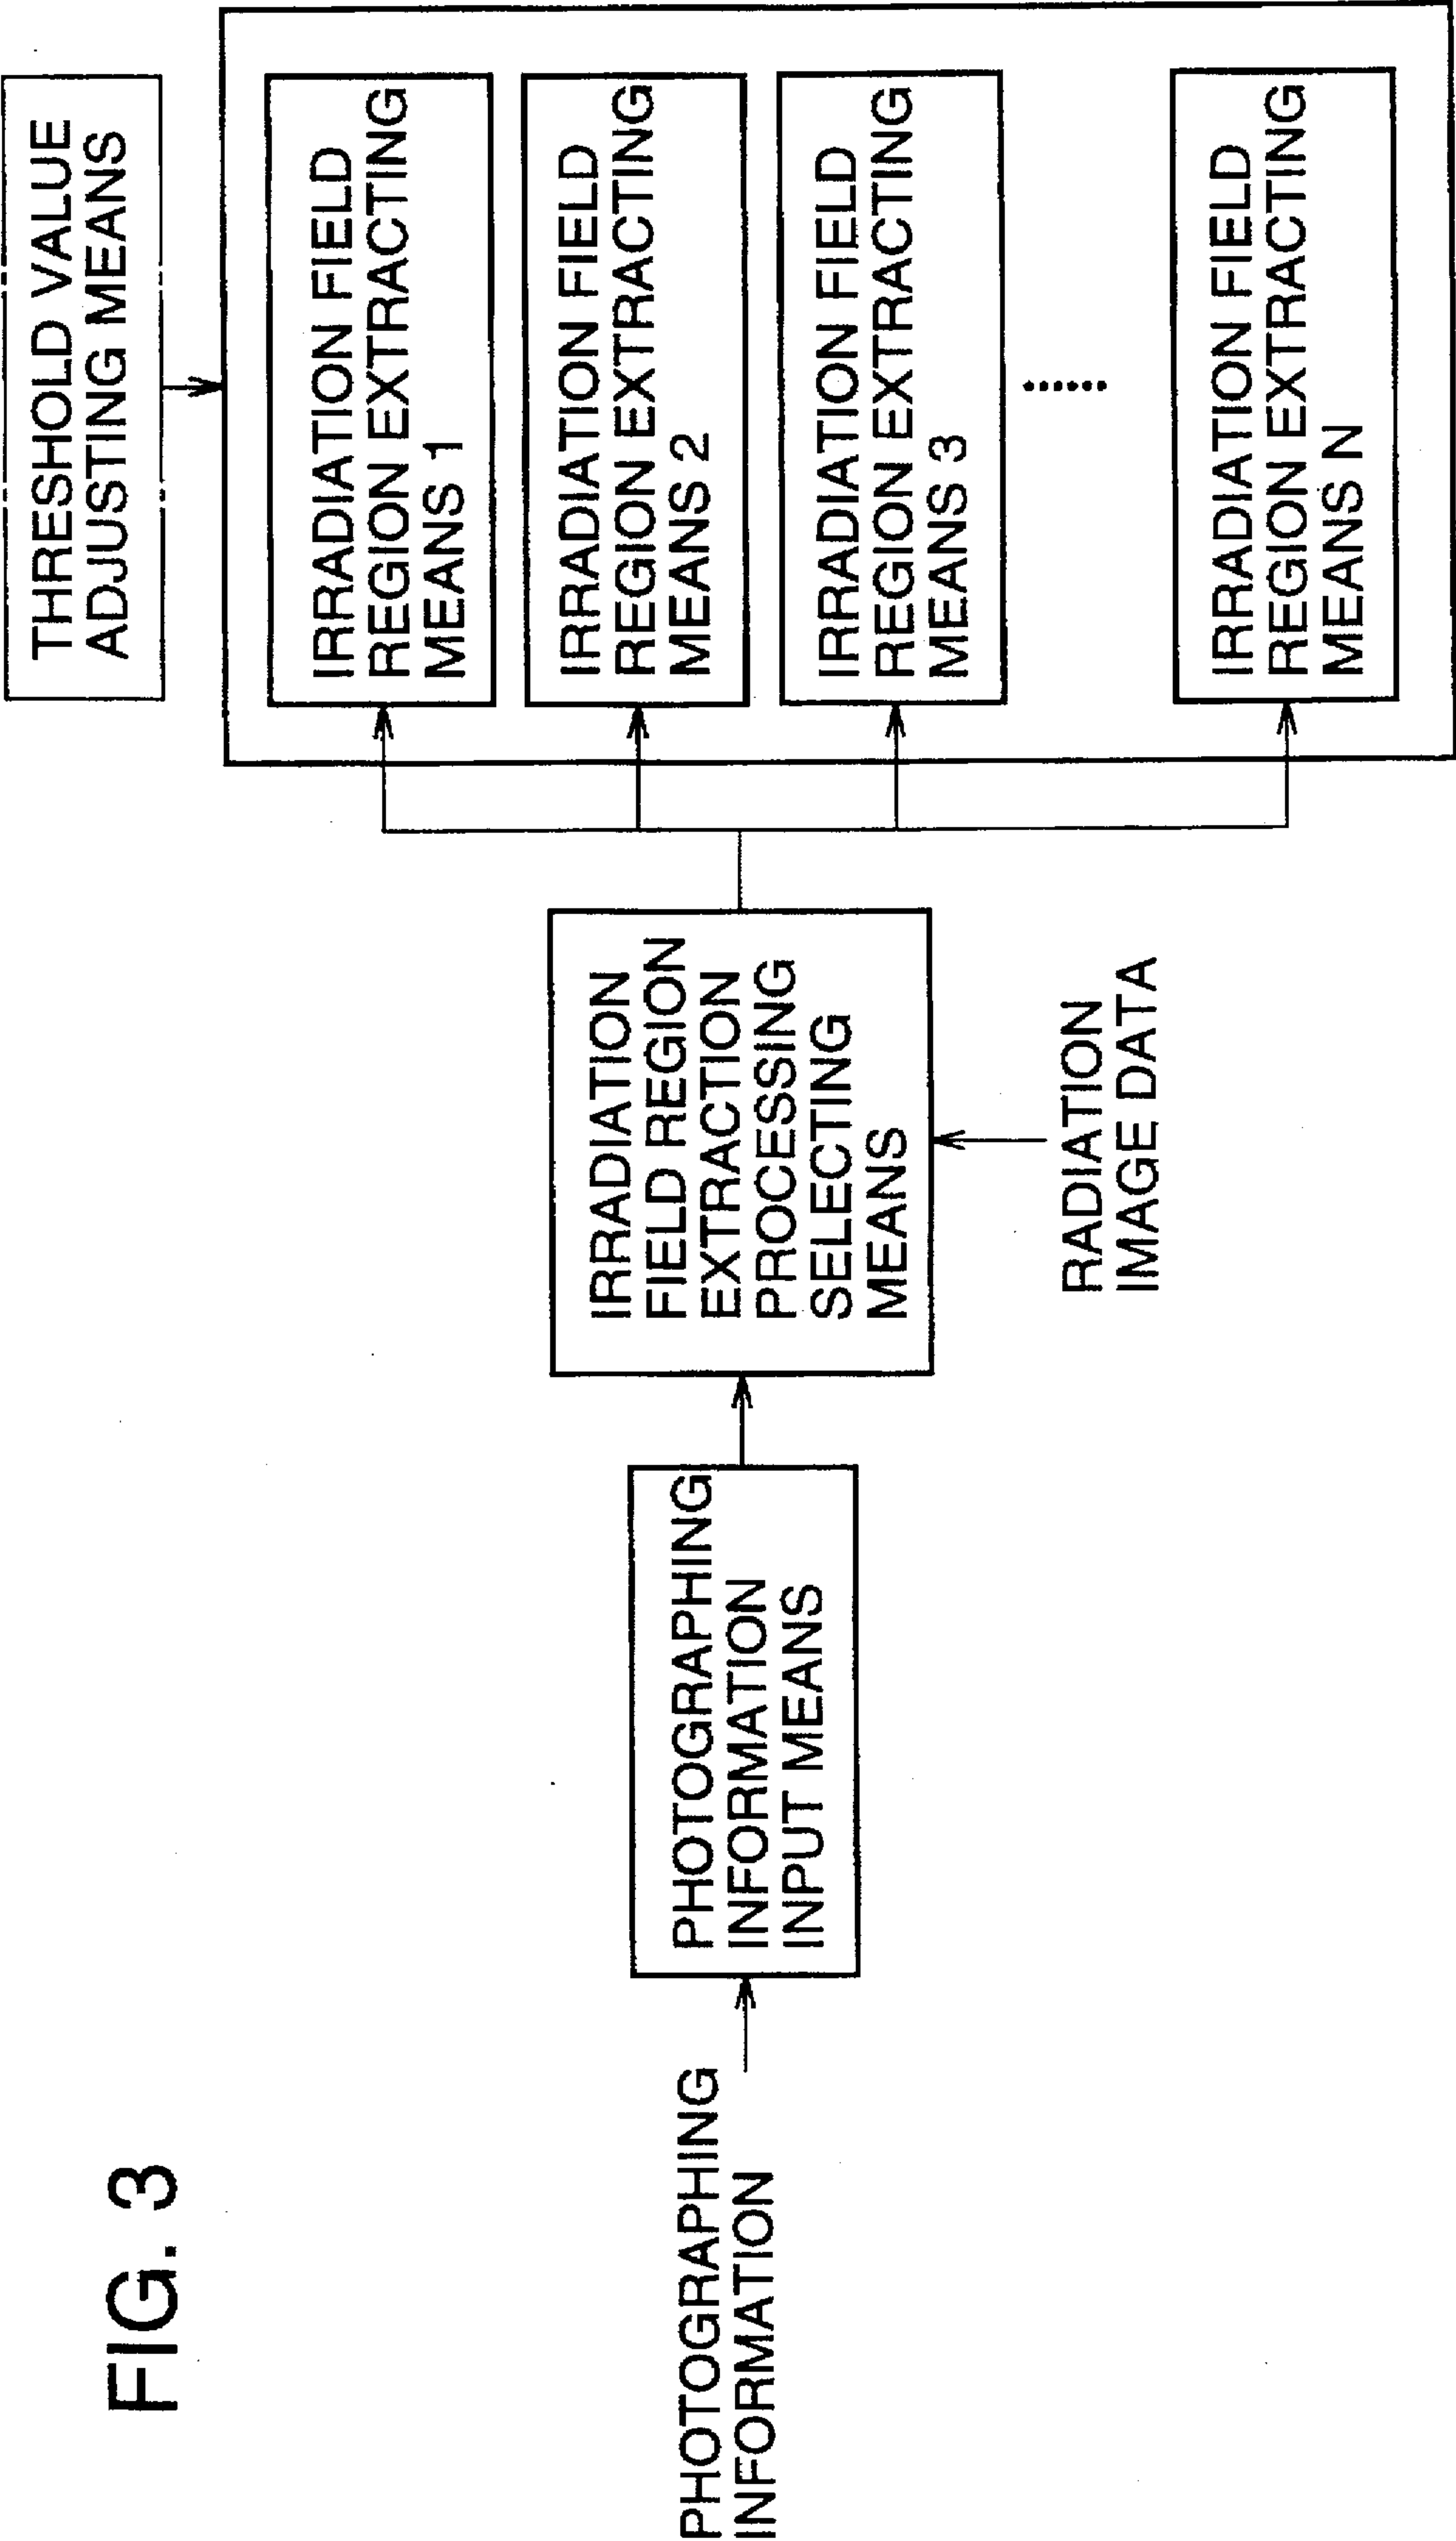 FIG. 3
PHOTOGRAPHING
INFORMATION
PHOTOGRAPHING
INFORMATION
INPUT MEANS
IRRADIATION
FIELD REGION
EXTRACTION
PROCESSING
SELECTING
MEANS
RADIATION
IMAGE DATA
THRESHOLD VALUE
ADJUSTING MEANS
IRRADIATION FIELD
REGION EXTRACTING
MEANS 1
IRRADIATION FIELD
REGION EXTRACTING
MEANS 2
IRRADIATION FIELD
REGION EXTRACTING
MEANS 3
......
IRRADIATION FIELD
REGION EXTRACTING
MEANS N